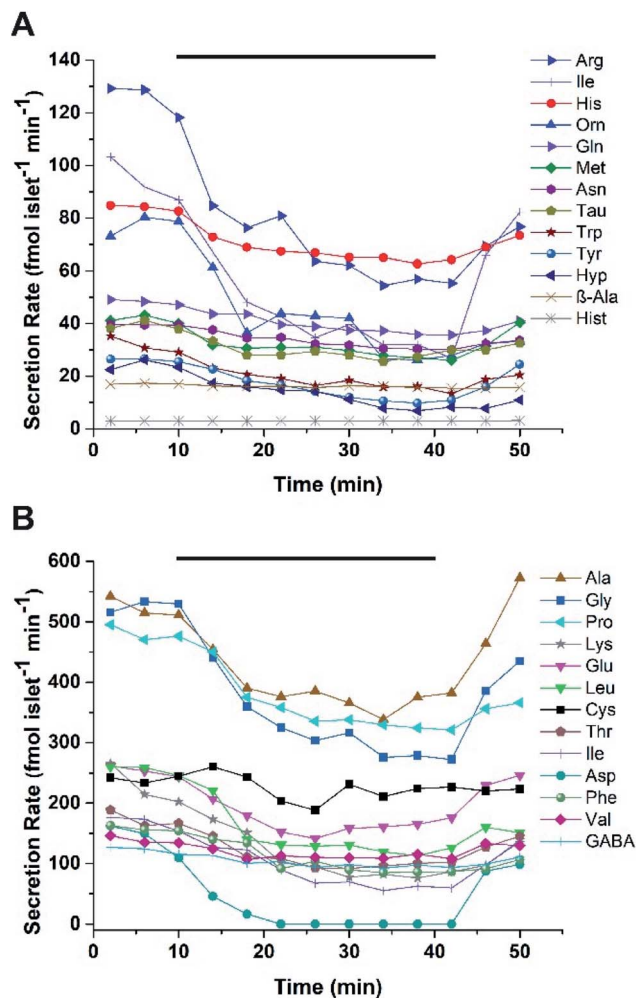 A
140
120
100
80
60
40
20
0
Secretion Rate (fmol islet⁻¹ min⁻¹)
0 10 20 30 40 50
Time (min)
Arg
Ile
His
Orn
Gln
Met
Asn
Tau
Trp
Tyr
Hyp
ß-Ala
Hist
B
600
500
400
300
200
100
0
Secretion Rate (fmol islet⁻¹ min⁻¹)
0 10 20 30 40 50
Time (min)
Ala
Gly
Pro
Lys
Glu
Leu
Cys
Thr
Ile
Asp
Phe
Val
GABA